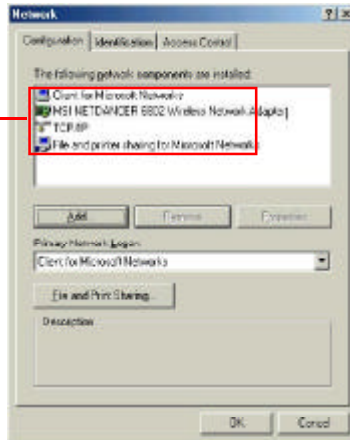 Network
Configuration Identification Access Control
The following network components are installed:
Client for Microsoft Networks
MSI NETDANCER 6802 Wireless Network Adapter
TCP/IP
File and printer sharing for Microsoft Networks
Add... Remove Properties
Primary Network Logon:
Client for Microsoft Networks
File and Print Sharing...
Description
OK Cancel